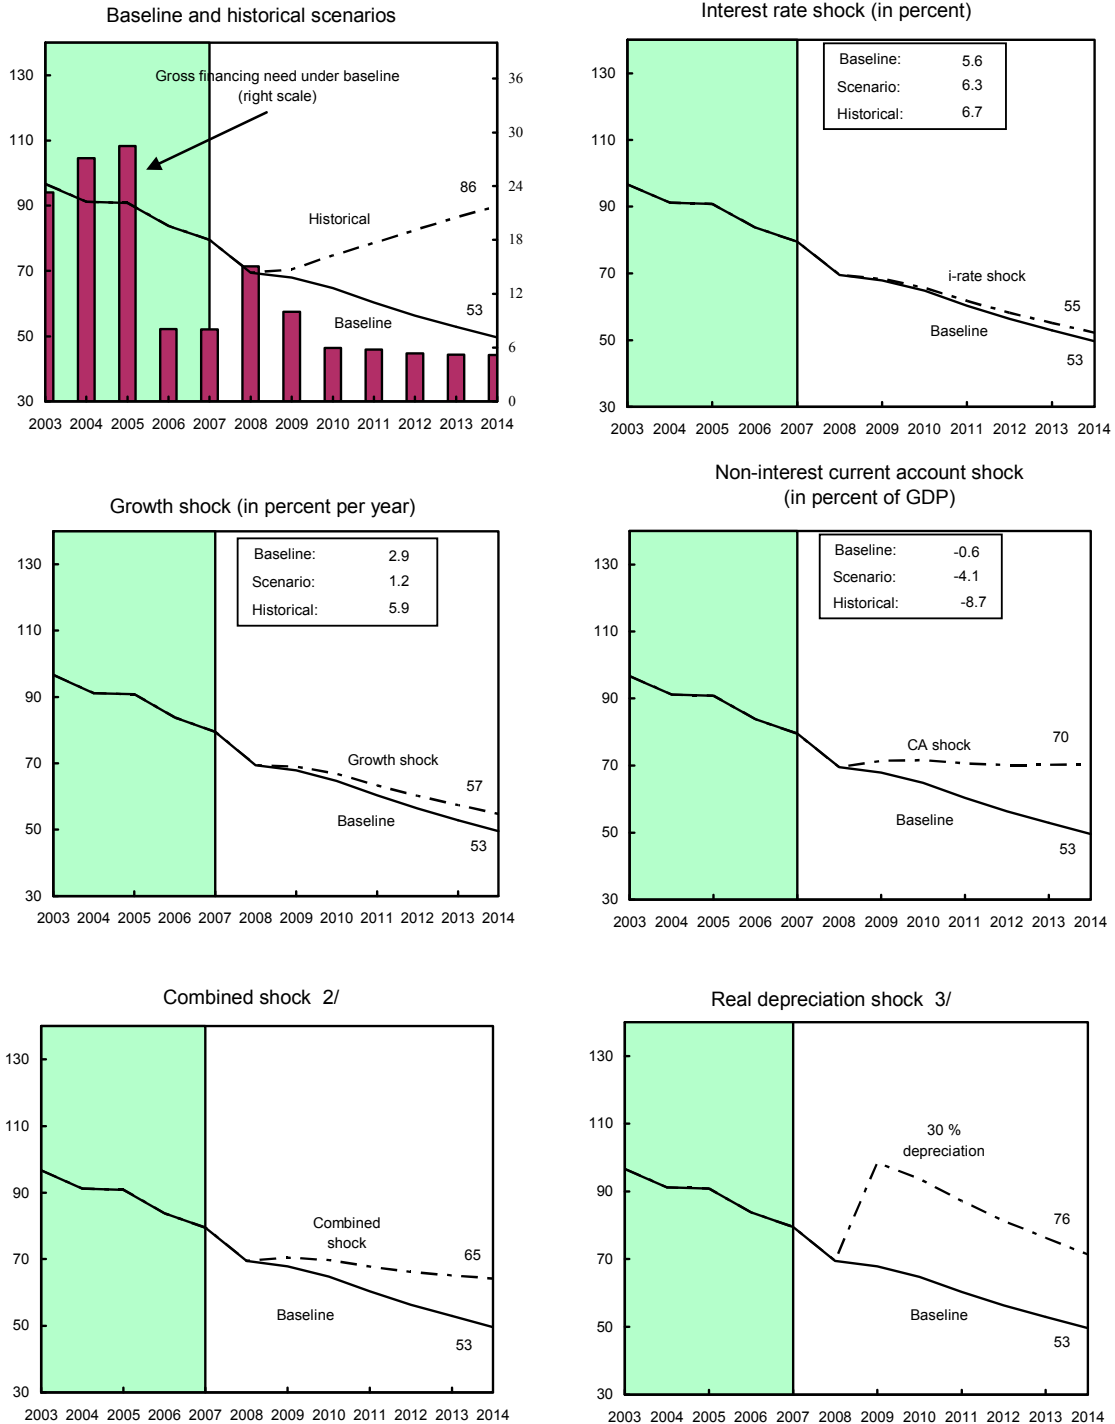 Baseline and historical scenarios
130
110
90
70
50
30
36
30
24
18
12
6
0
Gross financing need under baseline
(right scale)
86
Historical
53
Baseline
2003 2004 2005 2006 2007 2008 2009 2010 2011 2012 2013 2014
Interest rate shock (in percent)
130
110
90
70
50
30
Baseline: 5.6
Scenario: 6.3
Historical: 6.7
i-rate shock
55
Baseline
53
2003 2004 2005 2006 2007 2008 2009 2010 2011 2012 2013 2014
Growth shock (in percent per year)
130
110
90
70
50
30
Baseline: 2.9
Scenario: 1.2
Historical: 5.9
Growth shock
57
Baseline
53
2003 2004 2005 2006 2007 2008 2009 2010 2011 2012 2013 2014
Non-interest current account shock
(in percent of GDP)
130
110
90
70
50
30
Baseline: -0.6
Scenario: -4.1
Historical: -8.7
CA shock
70
Baseline
53
2003 2004 2005 2006 2007 2008 2009 2010 2011 2012 2013 2014
Combined shock 2/
130
110
90
70
50
30
Combined
shock
65
Baseline
53
2003 2004 2005 2006 2007 2008 2009 2010 2011 2012 2013 2014
Real depreciation shock 3/
130
110
90
70
50
30
30 %
depreciation
76
Baseline
53
2003 2004 2005 2006 2007 2008 2009 2010 2011 2012 2013 2014